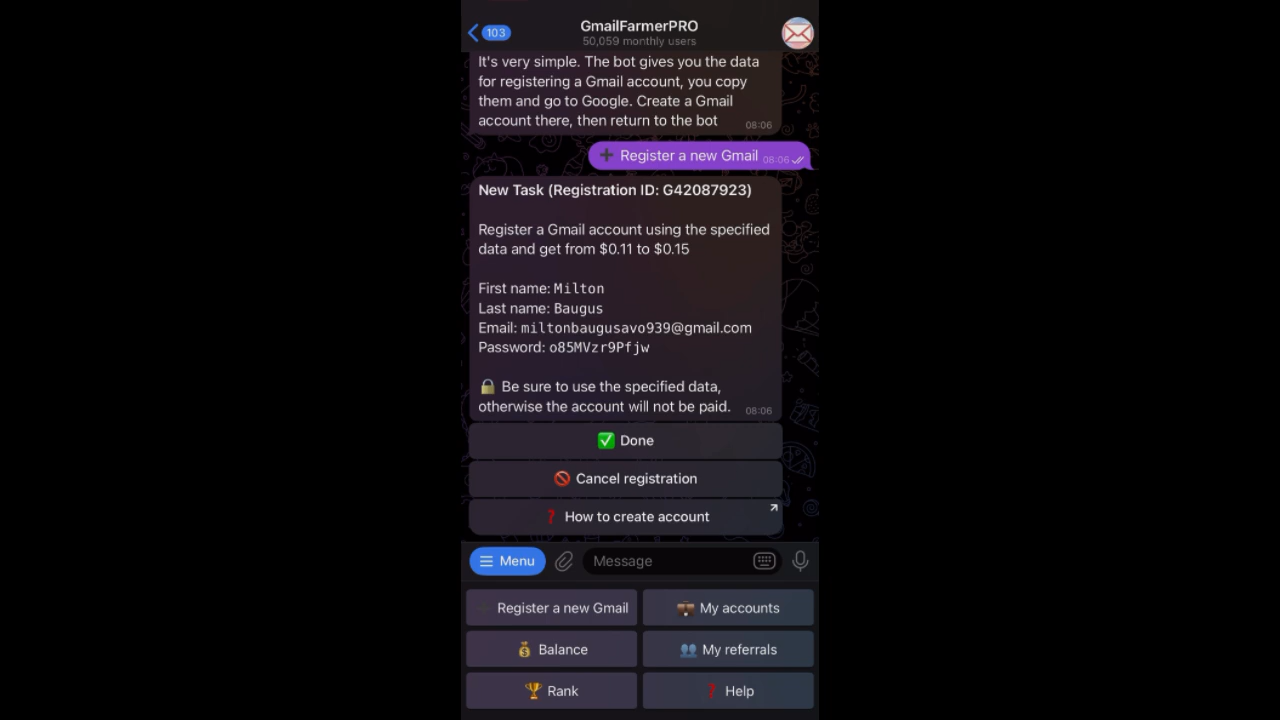 103
GmailFarmerPRO
50,059 monthly users
It's very simple. The bot gives you the data
for registering a Gmail account, you copy
them and go to Google. Create a Gmail
account there, then return to the bot
08:06
Register a new Gmail 08:06
New Task (Registration ID: G42087923)
Register a Gmail account using the specified
data and get from $0.11 to $0.15
First name: Milton
Last name: Baugus
Email: miltonbaugusavo939@gmail.com
Password: o85MVzr9Pfjw
Be sure to use the specified data,
otherwise the account will not be paid.
08:06
Done
Cancel registration
How to create account
Menu
Message
Register a new Gmail
My accounts
Balance
My referrals
Rank
Help